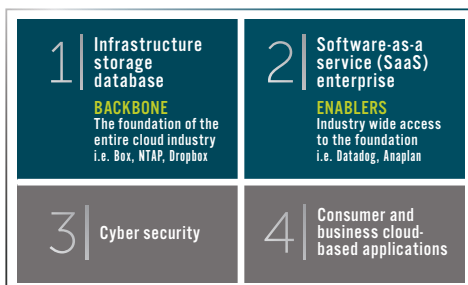 1
Infrastructure
storage
database
BACKBONE
The foundation of the
entire cloud industry
i.e. Box, NTAP, Dropbox
2
Software-as-a
service (SaaS)
enterprise
ENABLERS
Industry wide access
to the foundation
i.e. Datadog, Anaplan
3
Cyber security
4
Consumer and
business cloud-
based applications